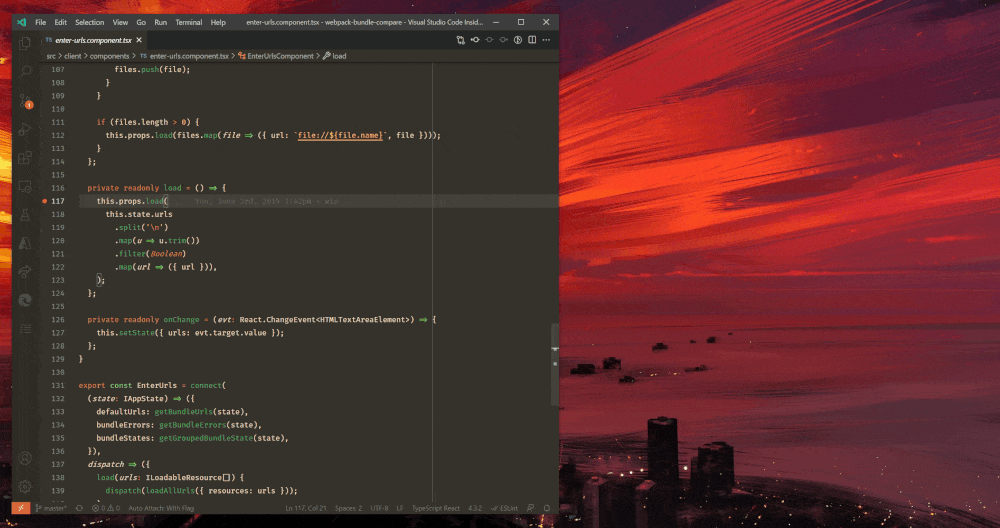 File Edit Selection View Go Run Terminal Help enter-urls.component.tsx - webpack-bundle-compare - Visual Studio Code Insid...
TS enter-urls.component.tsx
src > client > components > TS enter-urls.component.tsx > EnterUrlsComponent > load
107 files.push(file);
108 }
109 }
110
111 if (files.length > 0) {
112 this.props.load(files.map(file => ({ url: `file://${file.name}`, file })));
113 }
114 };
115
116 private readonly load = () => {
117 this.props.load( You, June 3rd, 2019 7:42pm • wip
118 this.state.urls
119 .split('\n')
120 .map(u => u.trim())
121 .filter(Boolean)
122 .map(url => ({ url })),
123 );
124 };
125
126 private readonly onChange = (evt: React.ChangeEvent<HTMLTextAreaElement>) => {
127 this.setState({ urls: evt.target.value });
128 };
129 }
130
131 export const EnterUrls = connect(
132 (state: IAppState) => ({
133 defaultUrls: getBundleUrls(state),
134 bundleErrors: getBundleErrors(state),
135 bundleStates: getGroupedBundleState(state),
136 }),
137 dispatch => ({
138 load(urls: ILoadableResource[]) {
139 dispatch(loadAllUrls({ resources: urls }));
1
master* 0 0 Auto Attach: With Flag Ln 117, Col 21 Spaces: 2 UTF-8 LF TypeScript React 4.3.2 ESLint